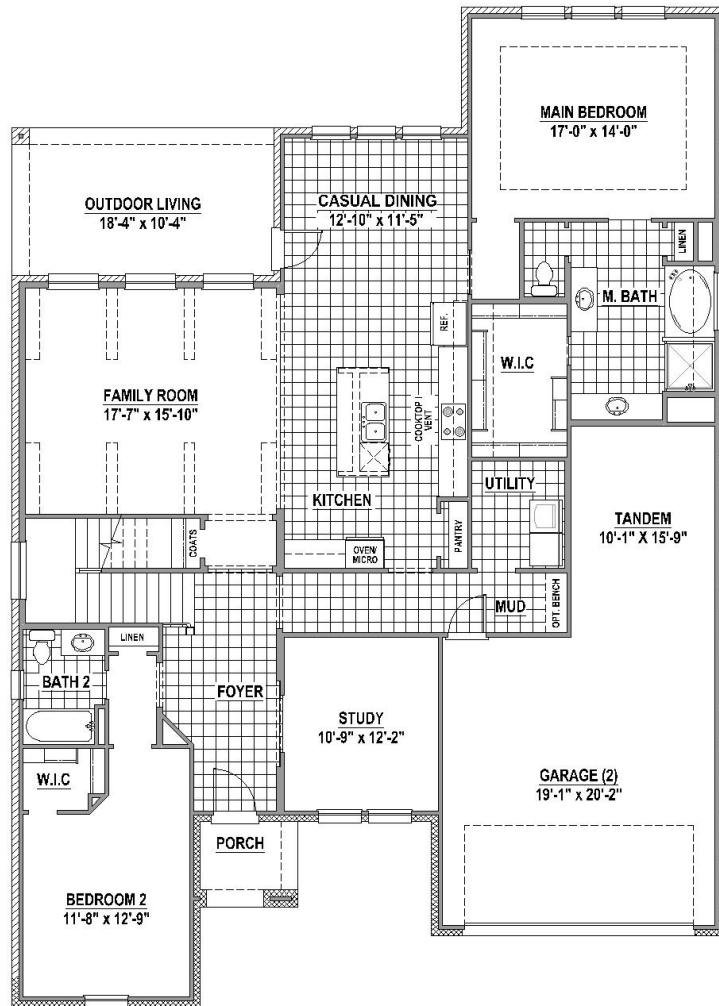 MAIN BEDROOM
17'-0" x 14'-0"
OUTDOOR LIVING
18'-4" x 10'-4"
CASUAL DINING
12'-10" x 11'-5"
LINEN
M. BATH
REF.
W.I.C
FAMILY ROOM
17'-7" x 15'-10"
COOKTOP |
VENT
KITCHEN
UTILITY
TANDEM
10'-1" X 15'-9"
COATS
OVEN/
MICRO
PANTRY
MUD
OPT. BENCH
LINEN
BATH 2
FOYER
STUDY
10'-9" x 12'-2"
W.I.C
GARAGE (2)
19'-1" x 20'-2"
PORCH
BEDROOM 2
11'-8" x 12'-9"